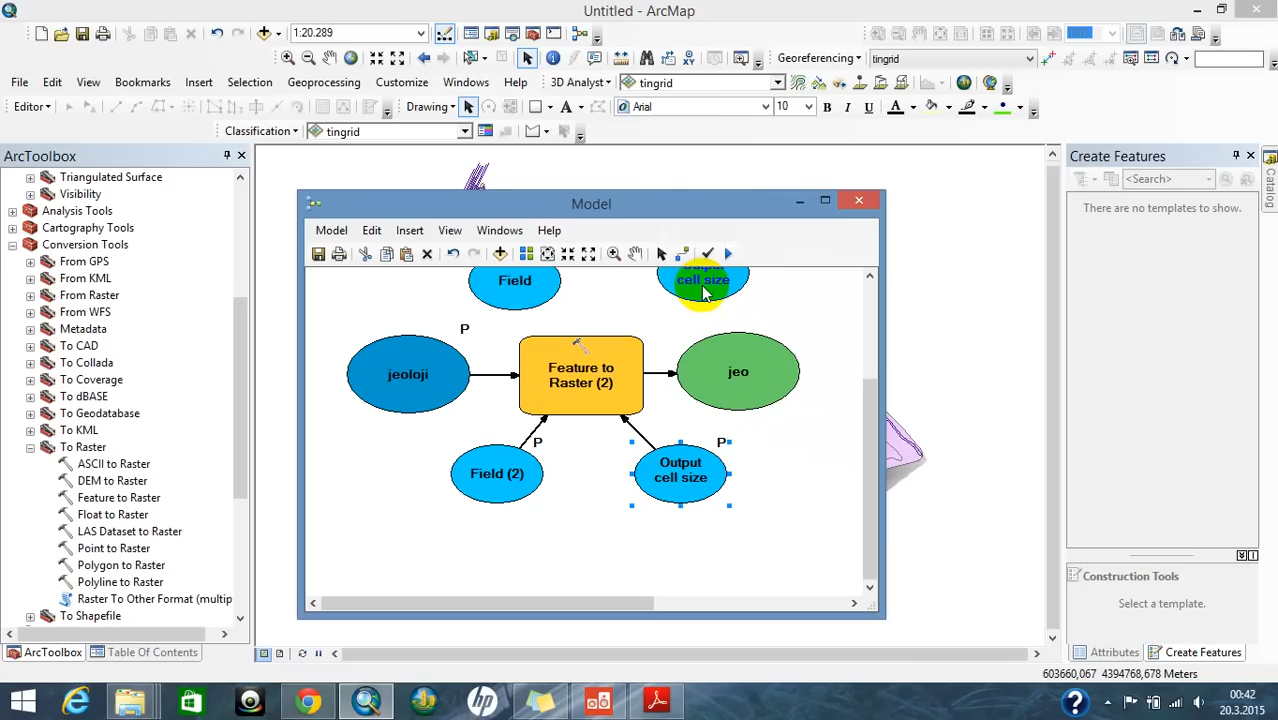 Untitled - ArcMap
1:20.289
Georeferencing
tingrid
File Edit View Bookmarks Insert Selection Geoprocessing Customize Windows Help
3D Analyst
tingrid
Editor
Drawing
A
Arial
10
B I U A
Classification
tingrid
ArcToolbox
Triangulated Surface
Visibility
Analysis Tools
Cartography Tools
Conversion Tools
From GPS
From KML
From Raster
From WFS
Metadata
To CAD
To Collada
To Coverage
To dBASE
To Geodatabase
To KML
To Raster
ASCII to Raster
DEM to Raster
Feature to Raster
Float to Raster
LAS Dataset to Raster
Point to Raster
Polygon to Raster
Polyline to Raster
Raster To Other Format (multip
To Shapefile
ArcToolbox Table Of Contents
Model
Model Edit Insert View Windows Help
Field
Output
cell size
P
jeoloji
Feature to
Raster (2)
jeo
P
P
Field (2)
Output
cell size
Create Features
<Search>
There are no templates to show.
Catalog
Construction Tools
Select a template.
Attributes Create Features
603660,067 4394768,678 Meters
hp
00:42
20.3.2015